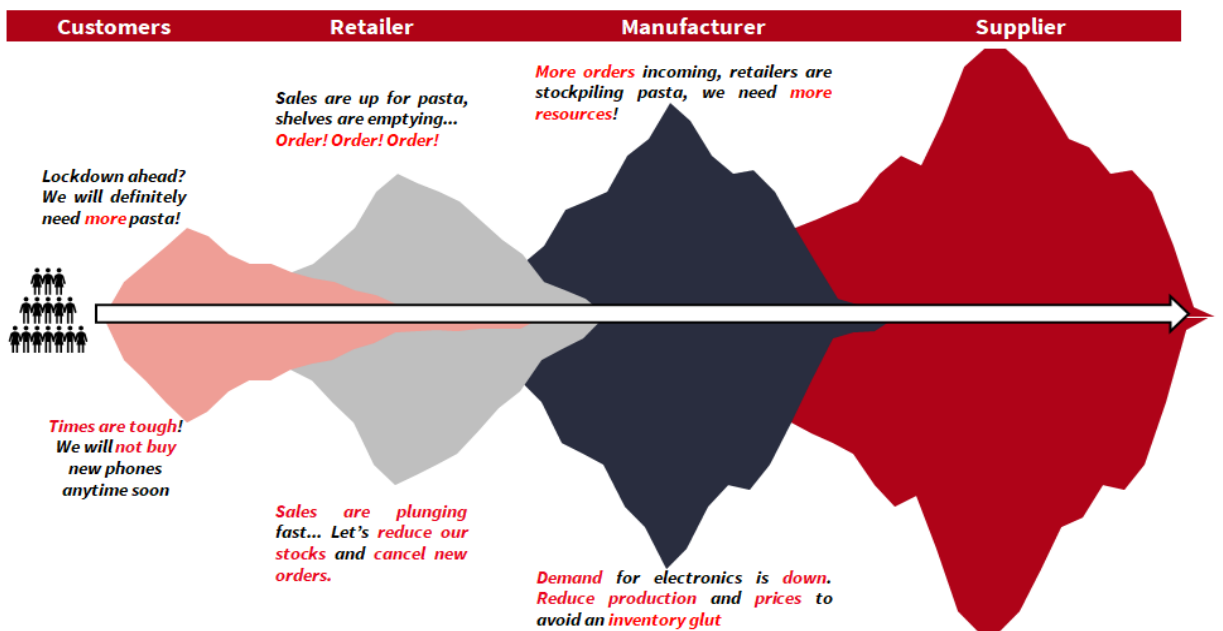 Customers Retailer Manufacturer Supplier
More orders incoming, retailers are
stockpiling pasta, we need more
resources!
Sales are up for pasta,
shelves are emptying...
Order! Order! Order!
Lockdown ahead?
We will definitely
need more pasta!
Times are tough!
We will not buy
new phones
anytime soon
Sales are plunging
fast... Let's reduce our
stocks and cancel new
orders.
Demand for electronics is down.
Reduce production and prices to
avoid an inventory glut